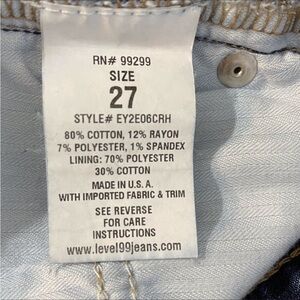 RN# 99299
SIZE
27
STYLE# EY2E06CRH
80% COTTON, 12% RAYON
7% POLYESTER, 1% SPANDEX
LINING: 70% POLYESTER
30% COTTON
MADE IN U.S.A.
WITH IMPORTED FABRIC & TRIM
SEE REVERSE
FOR CARE
INSTRUCTIONS
www.level99jeans.com